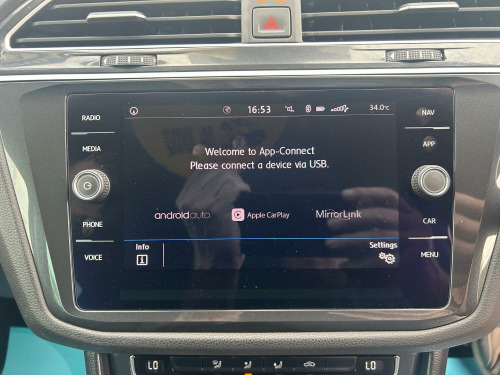 RADIO
MEDIA
PHONE
VOICE
16:53
34.0℃
Welcome to App-Connect
Please connect a device via USB.
androidauto
Apple CarPlay
MirrorLink
Info
Settings
NAV
APP
CAR
MENU
LO
LO